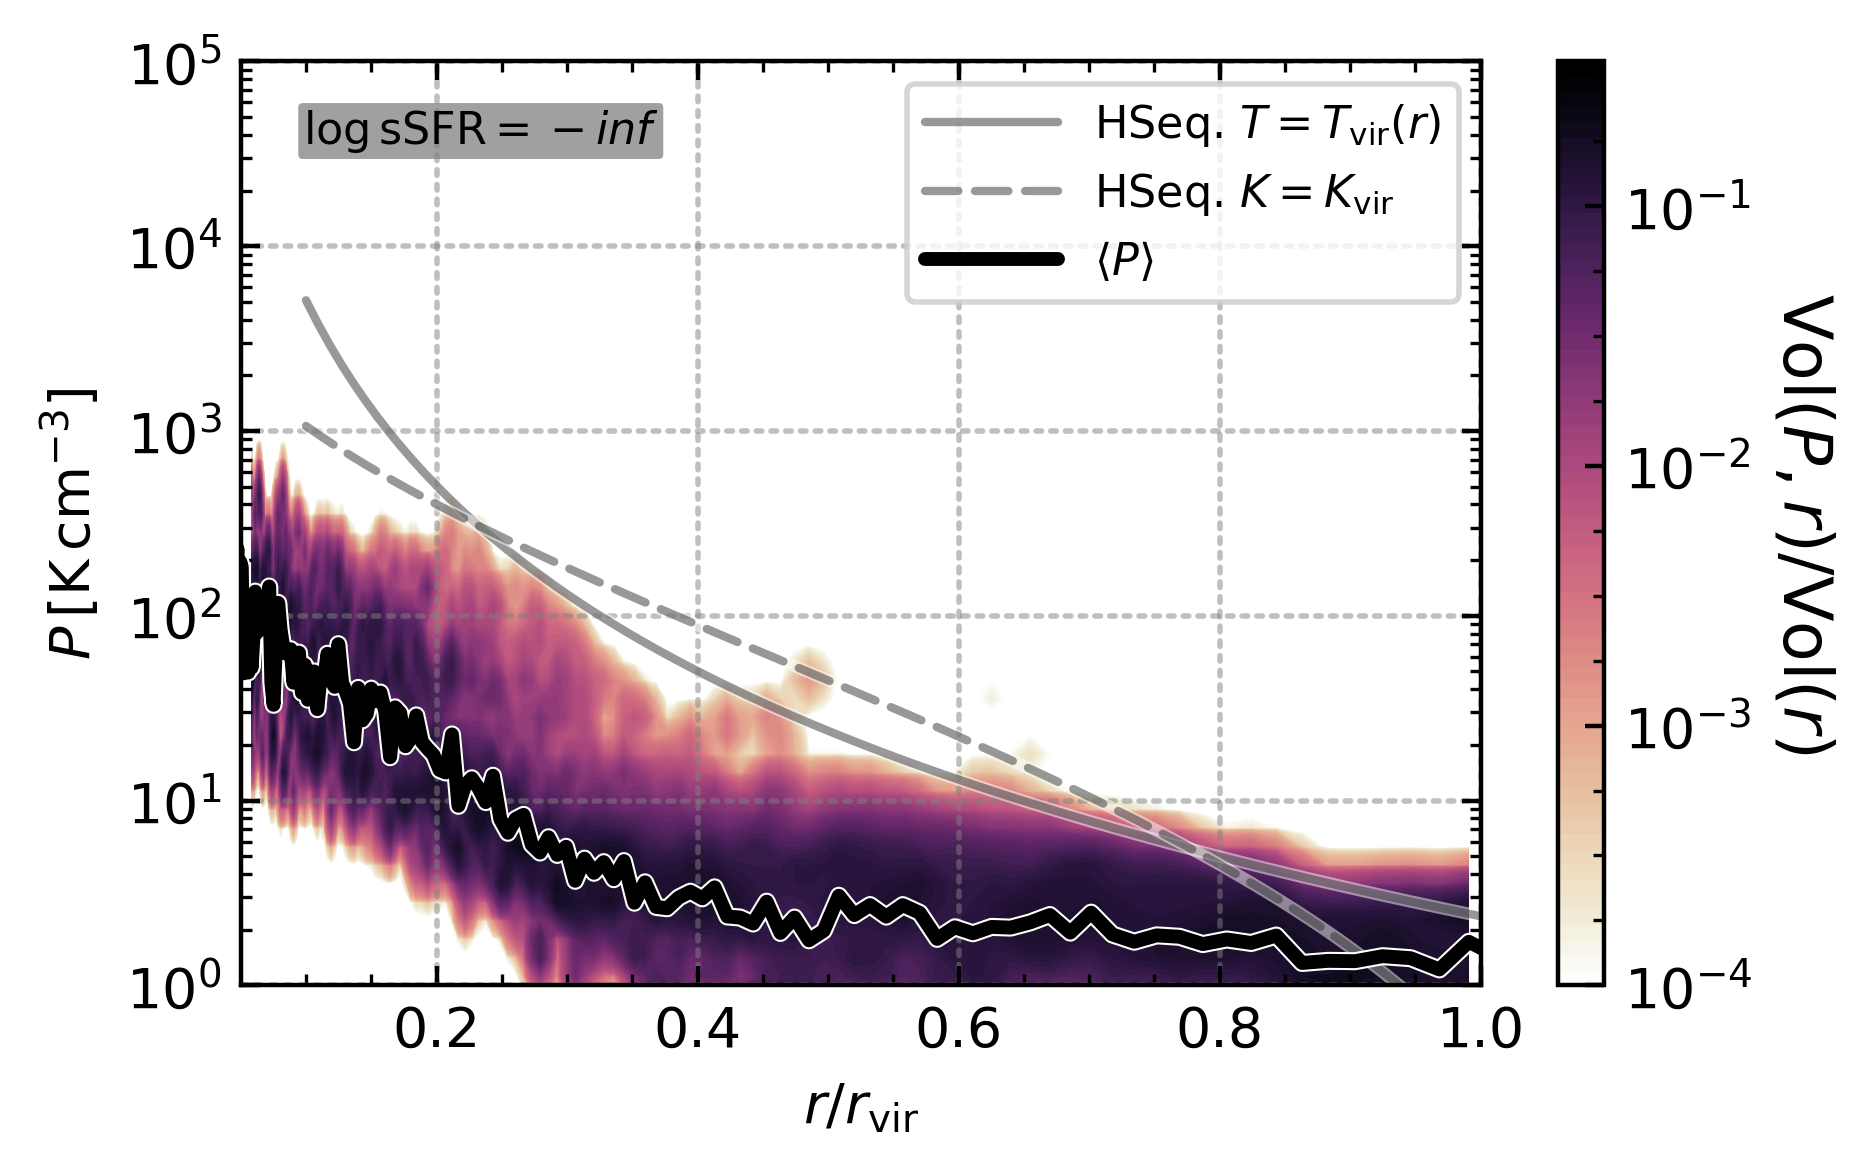 log sSFR = −inf
HSeq. T = T_vir(r)
HSeq. K = K_vir
⟨P⟩
10^5
10^4
10^3
10^2
10^1
10^0
P [K cm^−3]
0.2 0.4 0.6 0.8 1.0
r/r_vir
10^−1
10^−2
10^−3
10^−4
Vol(P, r)/Vol(r)